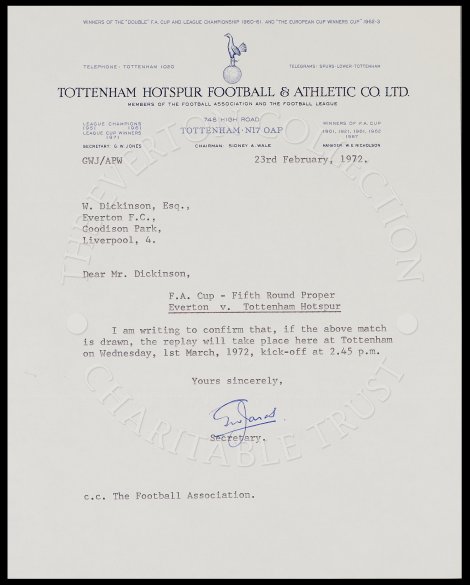 WINNERS OF THE "DOUBLE" F.A. CUP AND LEAGUE CHAMPIONSHIP 1960-61. AND "THE EUROPEAN CUP WINNERS CUP" 1962-3
TELEPHONE - TOTTENHAM 1020
TELEGRAMS: SPURS-LOWER-TOTTENHAM
TOTTENHAM HOTSPUR FOOTBALL & ATHLETIC CO. LTD.
MEMBERS OF THE FOOTBALL ASSOCIATION AND THE FOOTBALL LEAGUE
LEAGUE CHAMPIONS
1951 1961
LEAGUE CUP WINNERS
1971
748 HIGH ROAD
TOTTENHAM · N17 OAP
WINNERS OF F.A. CUP
1901, 1921, 1961, 1962
1967
SECRETARY: G.W. JONES
CHAIRMAN: SIDNEY A. WALE
MANAGER: W.E. NICHOLSON
GWJ/APW
23rd February, 1972.
W. Dickinson, Esq.,
Everton F.C.,
Goodison Park,
Liverpool, 4.
Dear Mr. Dickinson,
F.A. Cup - Fifth Round Proper
Everton v. Tottenham Hotspur
I am writing to confirm that, if the above match
is drawn, the replay will take place here at Tottenham
on Wednesday, 1st March, 1972, kick-off at 2.45 p.m.
Yours sincerely,
Secretary.
c.c. The Football Association.
THE EVERTON COLLECTION
CHARITABLE TRUST